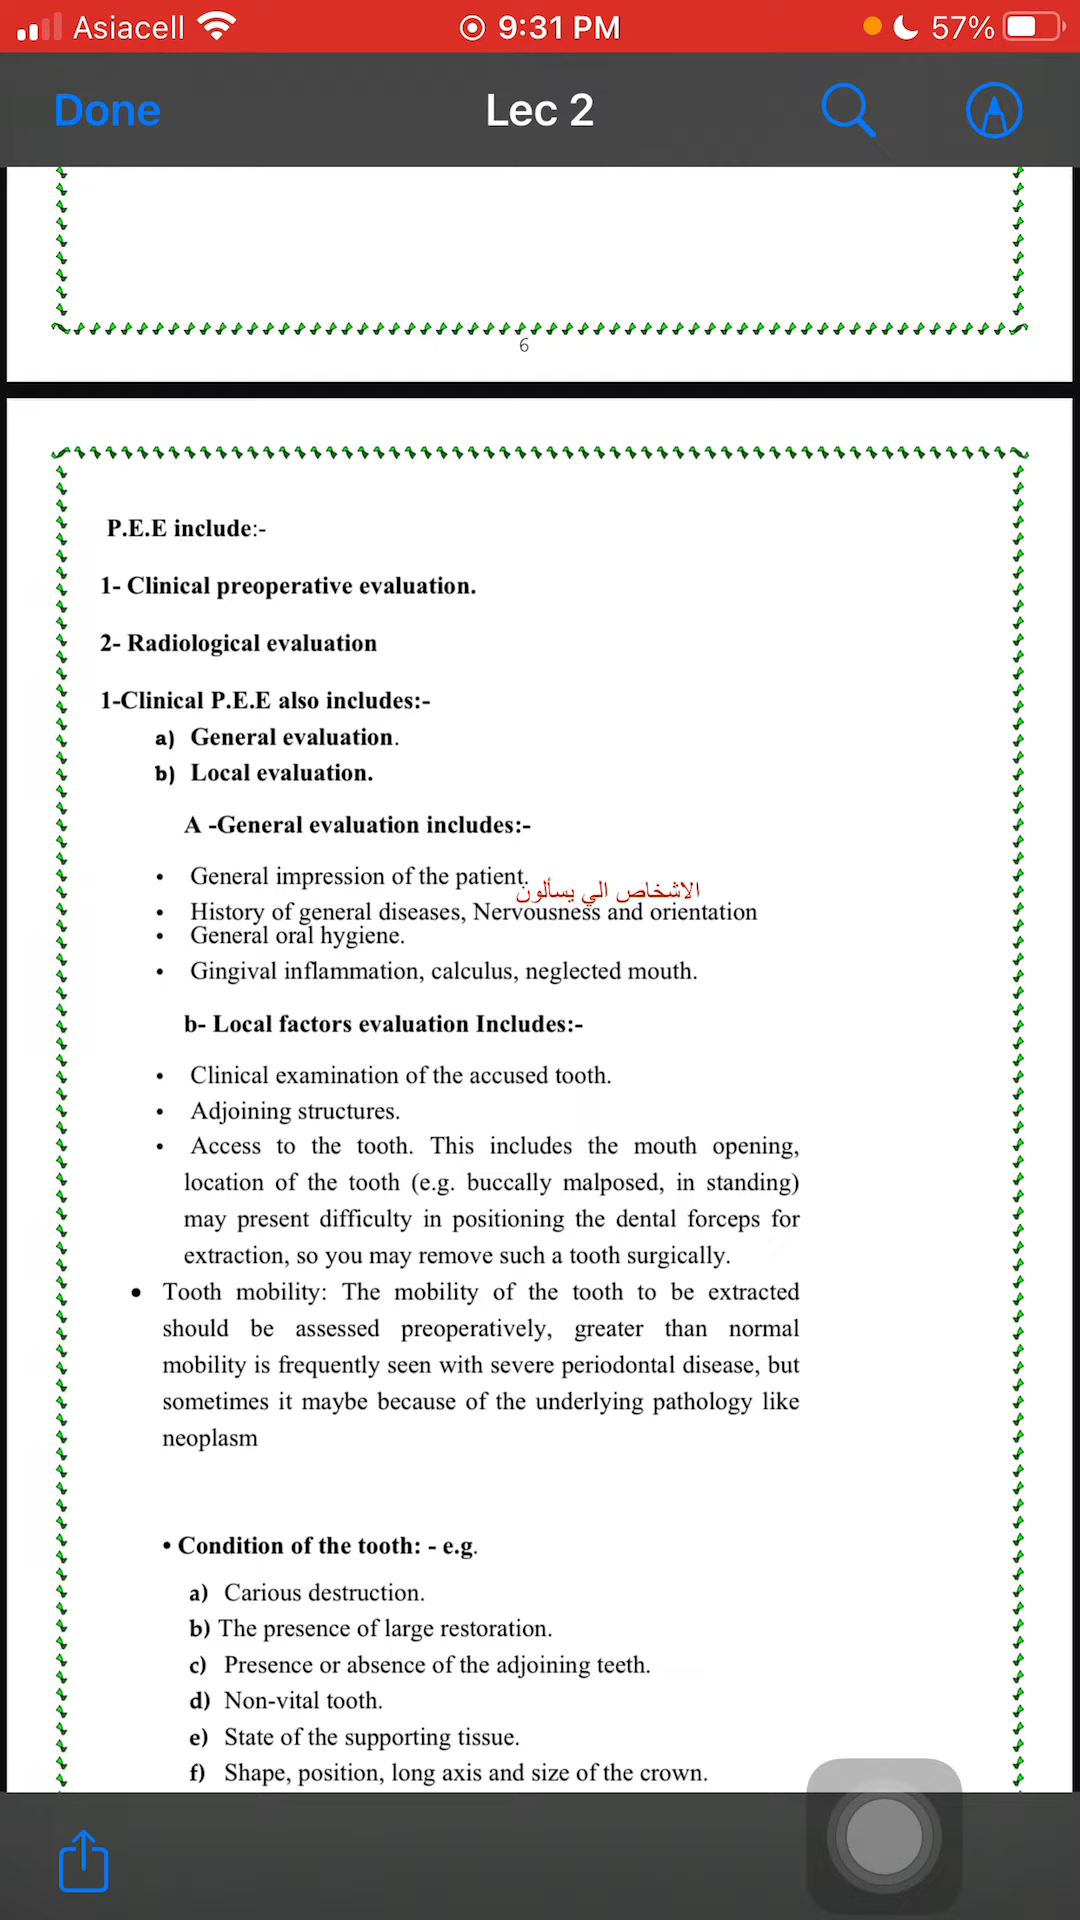 Asiacell
9:31 PM
57%
Done
Lec 2
6
P.E.E include:-
1- Clinical preoperative evaluation.
2- Radiological evaluation
1-Clinical P.E.E also includes:-
a) General evaluation.
b) Local evaluation.
A -General evaluation includes:-
• General impression of the patient.
الاشخاص الي يسألون
• History of general diseases, Nervousness and orientation
• General oral hygiene.
• Gingival inflammation, calculus, neglected mouth.
b- Local factors evaluation Includes:-
• Clinical examination of the accused tooth.
• Adjoining structures.
• Access to the tooth. This includes the mouth opening,
location of the tooth (e.g. buccally malposed, in standing)
may present difficulty in positioning the dental forceps for
extraction, so you may remove such a tooth surgically.
• Tooth mobility: The mobility of the tooth to be extracted
should be assessed preoperatively, greater than normal
mobility is frequently seen with severe periodontal disease, but
sometimes it maybe because of the underlying pathology like
neoplasm
• Condition of the tooth: - e.g.
a) Carious destruction.
b) The presence of large restoration.
c) Presence or absence of the adjoining teeth.
d) Non-vital tooth.
e) State of the supporting tissue.
f) Shape, position, long axis and size of the crown.